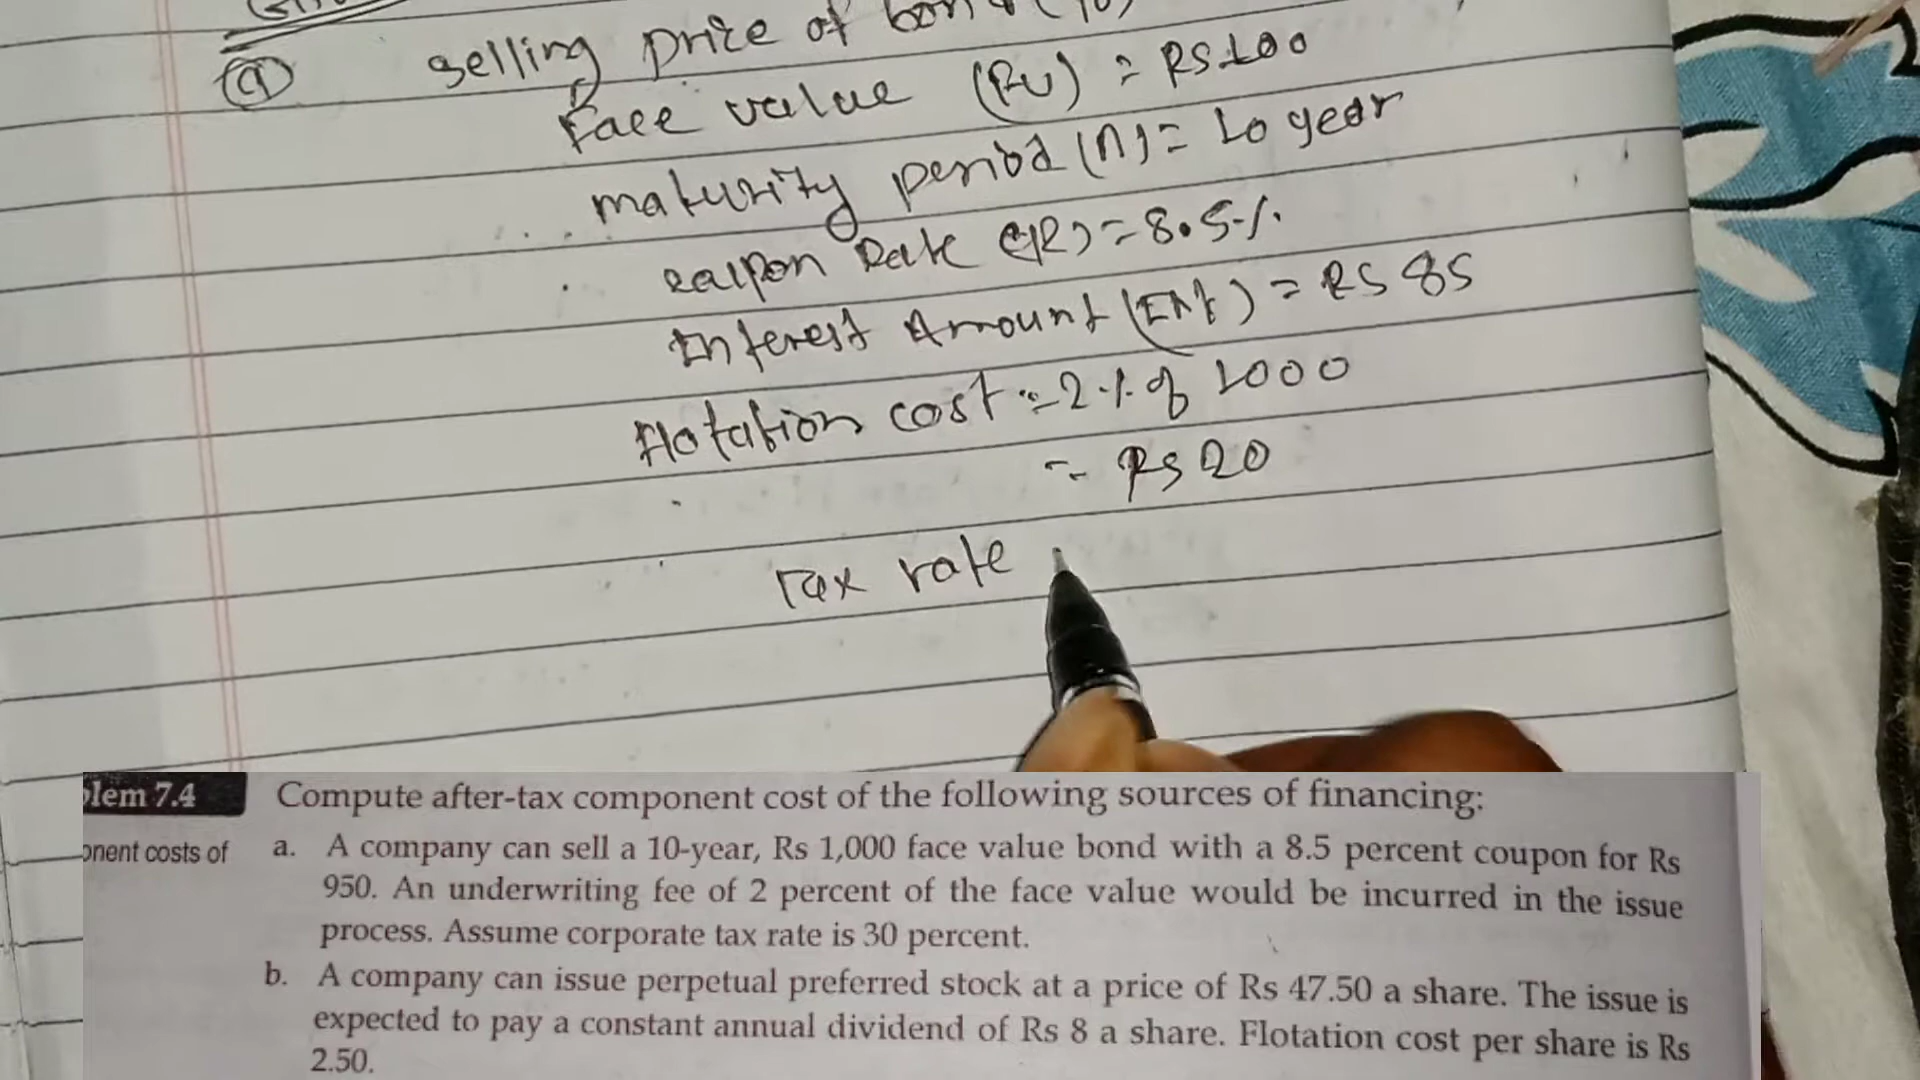 (a) selling price of bond (P0)
Face value (FV) = RS 100
maturity period (n) = 10 year
Rate (CR) = 8.5%
Interest Amount (INt) = RS 85
Flotation cost = 2% of 1000
= RS 20
Tax rate
lem 7.4
Compute after-tax component cost of the following sources of financing:
onent costs of
a. A company can sell a 10-year, Rs 1,000 face value bond with a 8.5 percent coupon for Rs
950. An underwriting fee of 2 percent of the face value would be incurred in the issue
process. Assume corporate tax rate is 30 percent.
b. A company can issue perpetual preferred stock at a price of Rs 47.50 a share. The issue is
expected to pay a constant annual dividend of Rs 8 a share. Flotation cost per share is Rs
2.50.